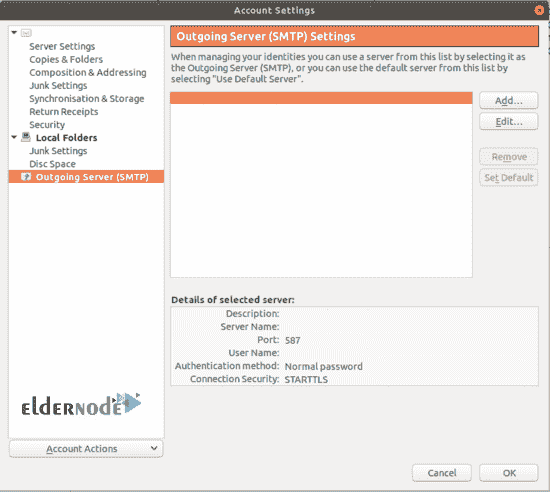 Account Settings
Server Settings
Copies & Folders
Composition & Addressing
Junk Settings
Synchronisation & Storage
Return Receipts
Security
Local Folders
Junk Settings
Disc Space
Outgoing Server (SMTP)
ELDERNODE
Account Actions
Outgoing Server (SMTP) Settings
When managing your identities you can use a server from this list by selecting it as
the Outgoing Server (SMTP), or you can use the default server from this list by
selecting "Use Default Server".
Add...
Edit...
Remove
Set Default
Details of selected server:
Description:
Server Name:
Port: 587
User Name:
Authentication method: Normal password
Connection Security: STARTTLS
Cancel
OK